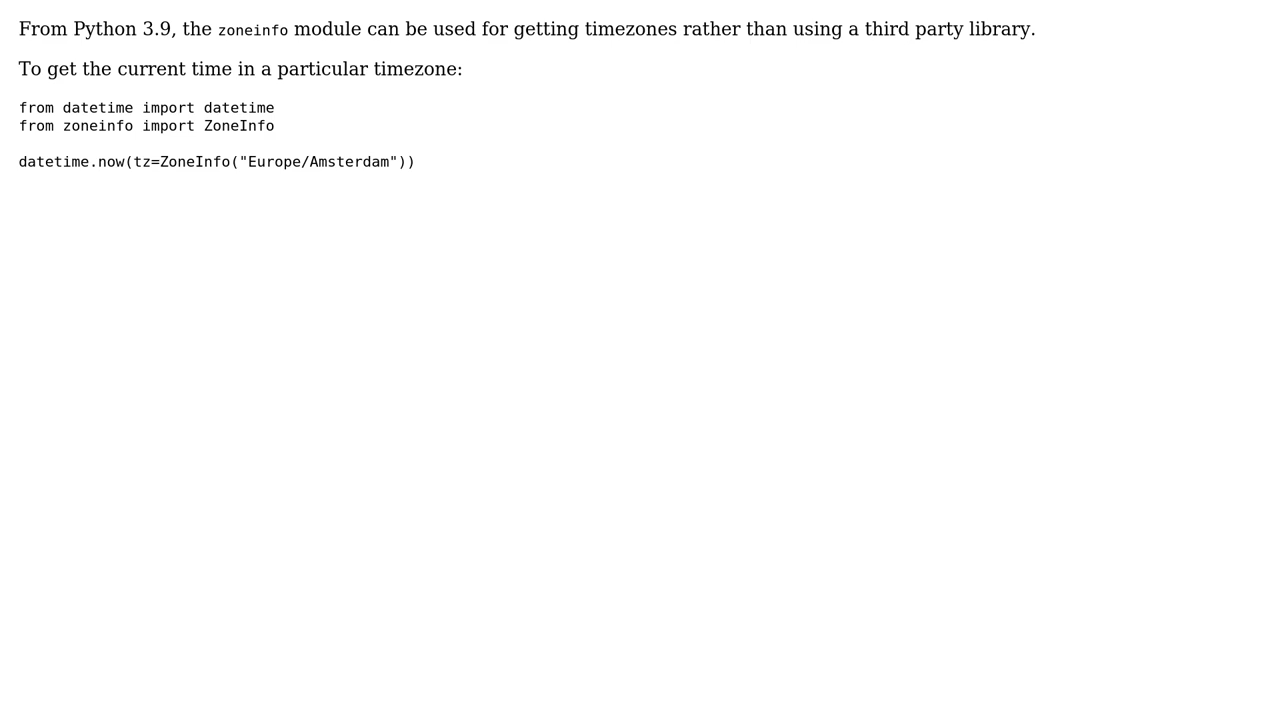 From Python 3.9, the zoneinfo module can be used for getting timezones rather than using a third party library.
To get the current time in a particular timezone:
from datetime import datetime
from zoneinfo import ZoneInfo
datetime.now(tz=ZoneInfo("Europe/Amsterdam"))